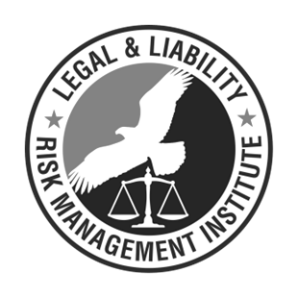 LEGAL & LIABILITY
RISK MANAGEMENT INSTITUTE